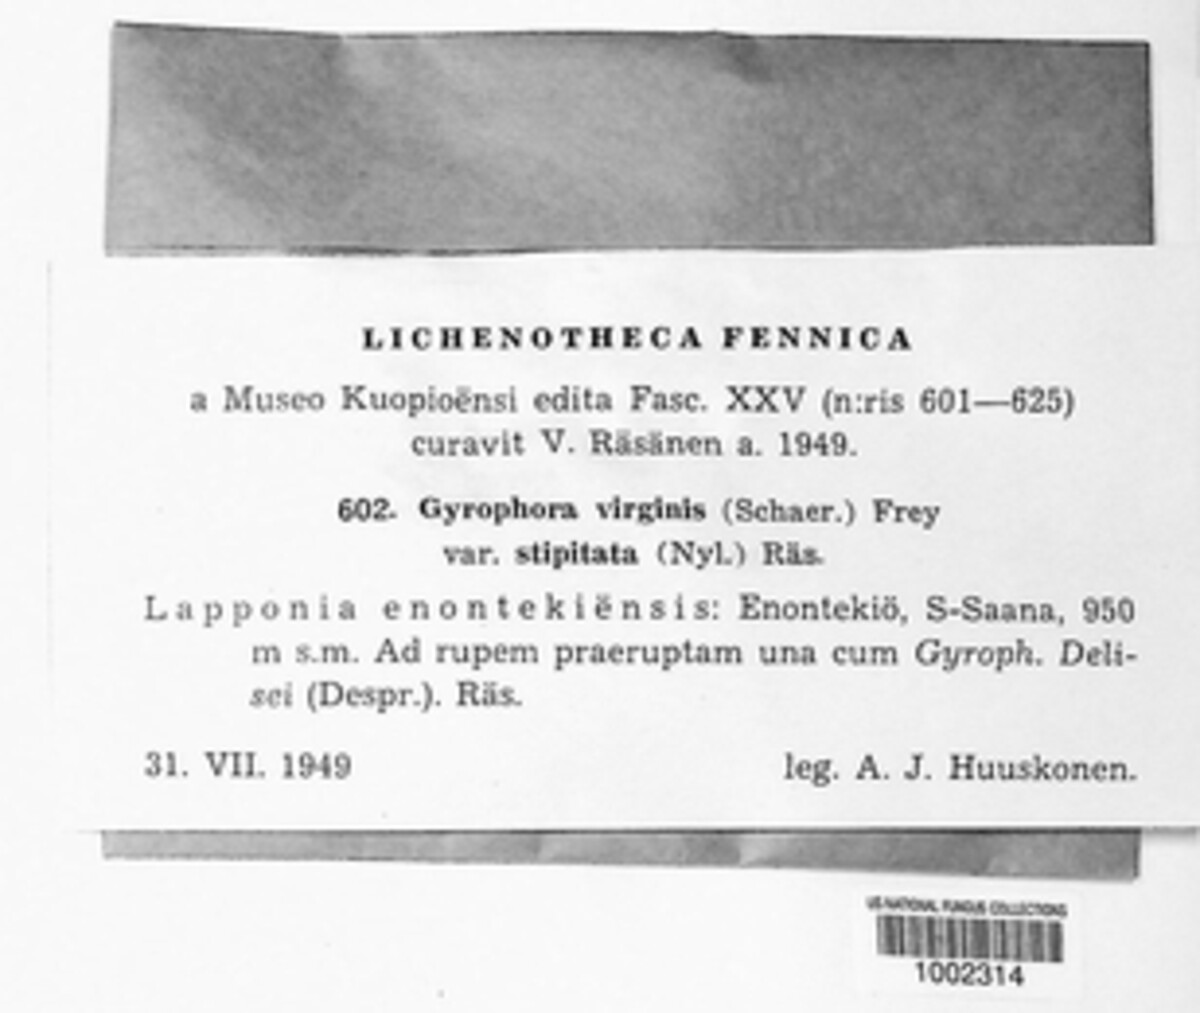 LICHENOTHECA FENNICA
a Museo Kuopioënsi edita Fasc. XXV (n:ris 601—625)
curavit V. Räsänen a. 1949.
602. Gyrophora virginis (Schaer.) Frey
var. stipitata (Nyl.) Räs.
Lapponia enontekiënsis: Enontekiö, S-Saana, 950
m s.m. Ad rupem praeruptam una cum Gyroph. Deli-
sei (Despr.). Räs.
31. VII. 1949 leg. A. J. Huuskonen.
US NATIONAL FUNGUS COLLECTIONS
1002314